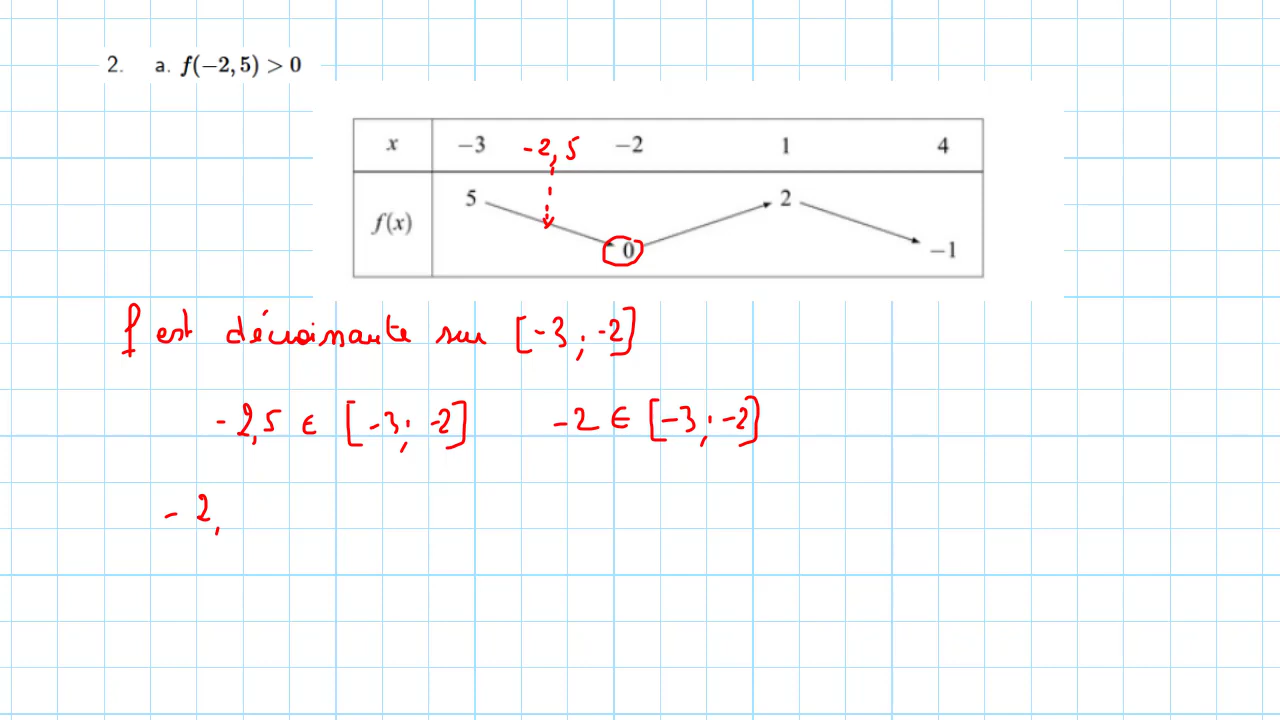 2. a. f(−2, 5) > 0
x −3 -2,5 −2 1 4
5 2
f(x)
0 −1
f est décroissante sur [-3 ; -2]
-2,5 ∈ [-3 ; -2] -2 ∈ [-3 ; -2]
- 2,